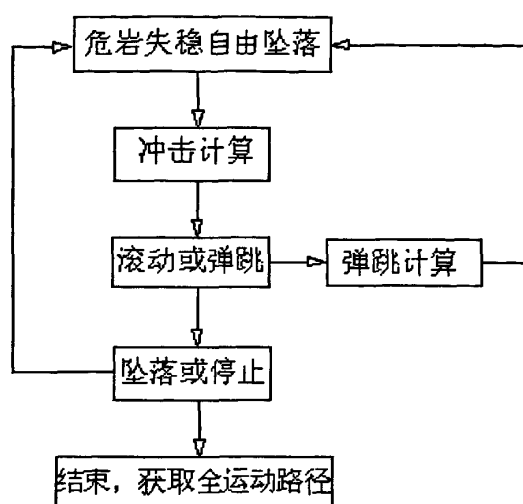 危岩失稳自由坠落
冲击计算
滚动或弹跳
弹跳计算
坠落或停止
结束，获取全运动路径